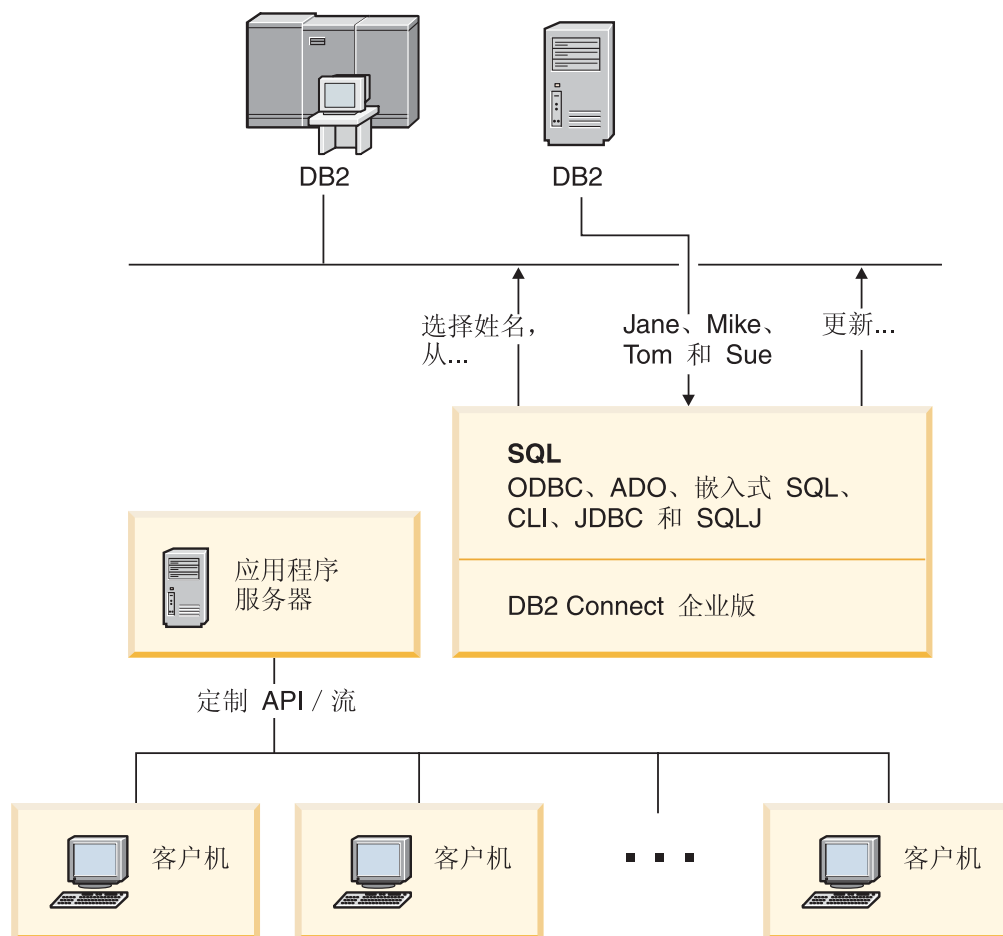 DB2
DB2
选择姓名，
从...
Jane、Mike、
Tom 和 Sue
更新...
SQL
ODBC、ADO、嵌入式 SQL、
CLI、JDBC 和 SQLJ
DB2 Connect 企业版
应用程序
服务器
定制 API / 流
客户机
客户机
客户机